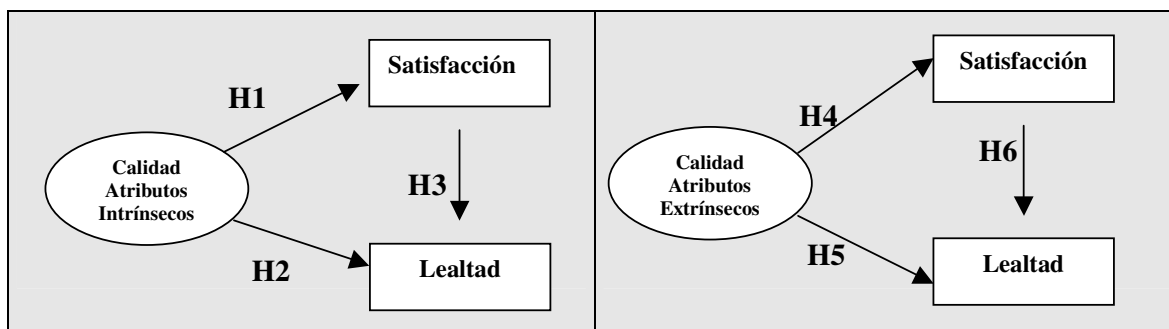 Satisfacción
H1
Calidad
Atributos
Intrínsecos
H3
H2
Lealtad
Satisfacción
H4
Calidad
Atributos
Extrínsecos
H6
H5
Lealtad